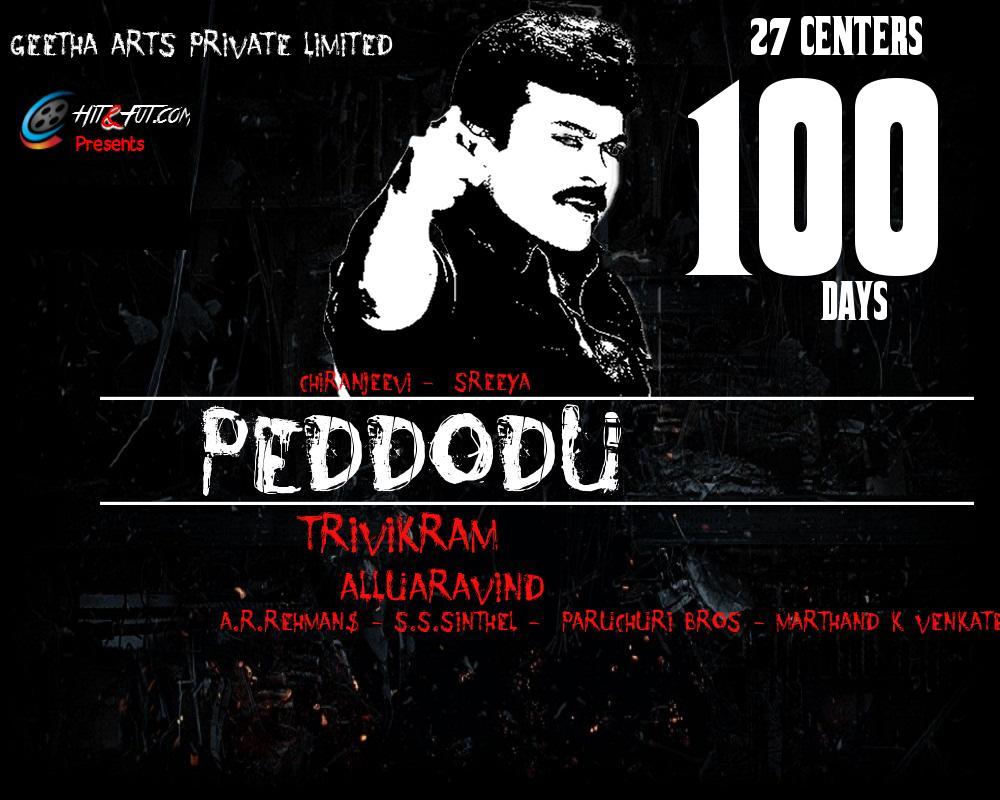 GEETHA ARTS PRIVATE LIMITED
HIT&FUT.COM
Presents
27 CENTERS
100
DAYS
CHIRANJEEVI - SREEYA
PEDDODU
TRIVIKRAM
ALLUARAVIND
A.R.REHMAN$ - S.S.SINTHEL - PARUCHURI BROS - MARTHAND K VENKATE